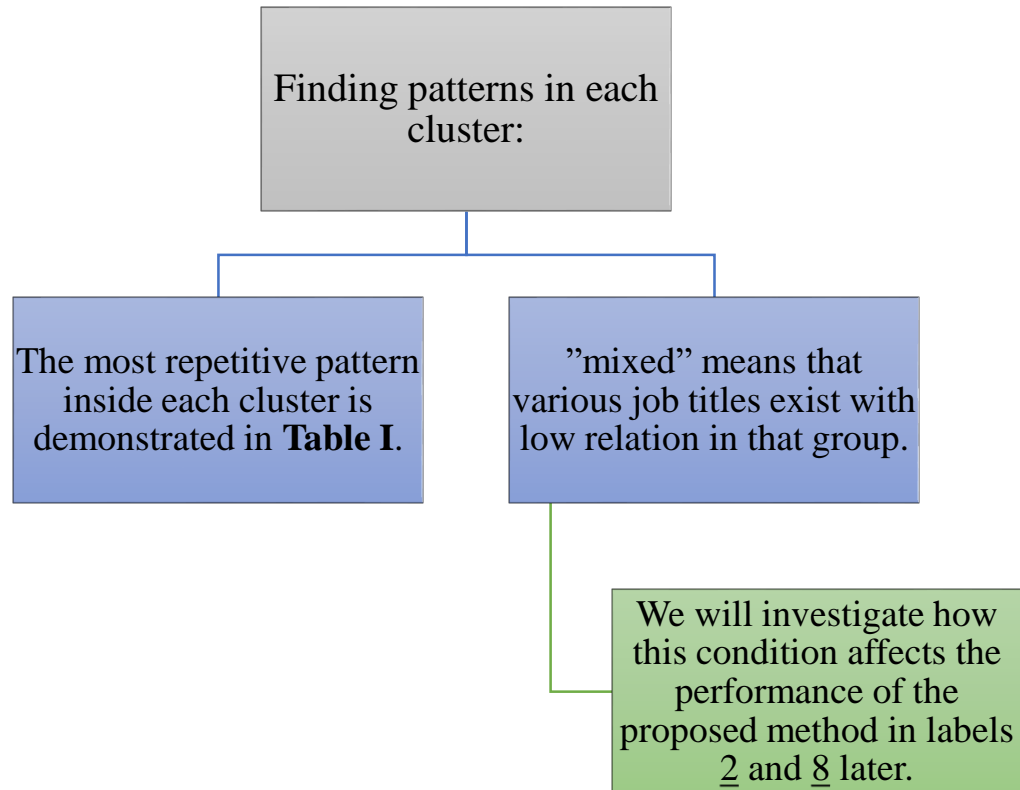 Finding patterns in each
cluster:
The most repetitive pattern
inside each cluster is
demonstrated in Table I.
”mixed” means that
various job titles exist with
low relation in that group.
We will investigate how
this condition affects the
performance of the
proposed method in labels
2 and 8 later.